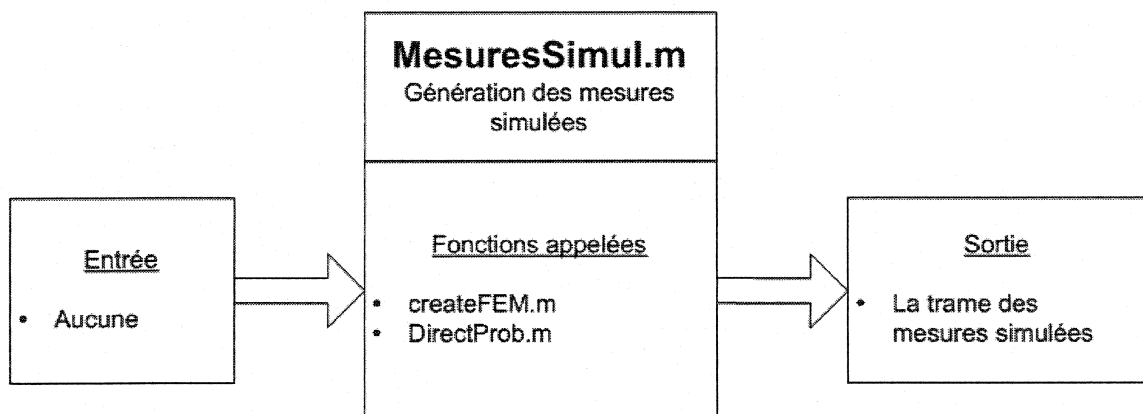 MesuresSimul.m
Génération des mesures
simulées
Entrée
• Aucune
Fonctions appelées
• createFEM.m
• DirectProb.m
Sortie
• La trame des
mesures simulées